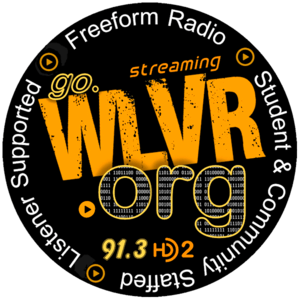 Freeform Radio
Student & Community Staffed
Listener Supported
streaming
go.
WLVR
.org
91.3 HD2